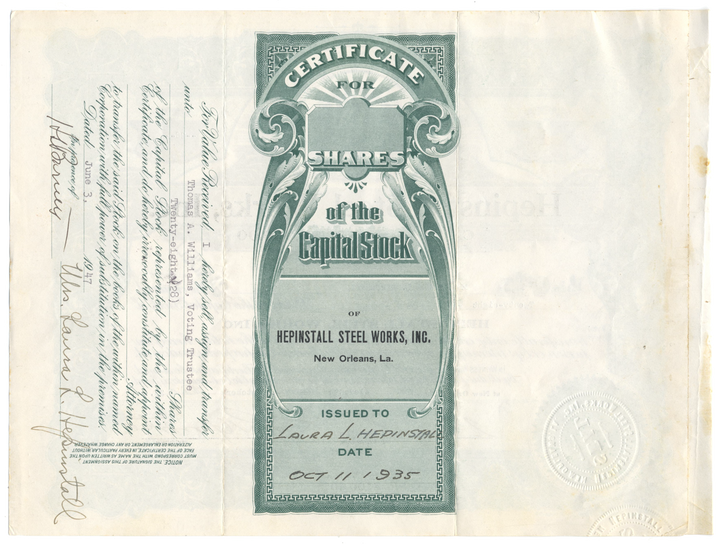 CERTIFICATE
FOR
SHARES
of the
Capital Stock
OF
HEPINSTALL STEEL WORKS, INC.
New Orleans, La.
ISSUED TO
LAURA L. HEPINSTALL
DATE
OCT 11 1935
For Value Received, I hereby sell, assign and transfer
unto Thomas A. Williams, Voting Trustee
Twenty-eight (28) Shares
of the Capital Stock represented by the within
Certificate, and do hereby irrevocably constitute and appoint
Attorney
to transfer the said Stock on the books of the within named
Corporation with full power of substitution in the premises.
Dated June 3, 1947
In presence of
Mrs Laura L Hepinstall
NOTICE. THE SIGNATURE OF THIS ASSIGNMENT
MUST CORRESPOND WITH THE NAME AS WRITTEN UPON THE
FACE OF THE CERTIFICATE, IN EVERY PARTICULAR WITHOUT
ALTERATION OR ENLARGEMENT, OR ANY CHANGE WHATEVER.